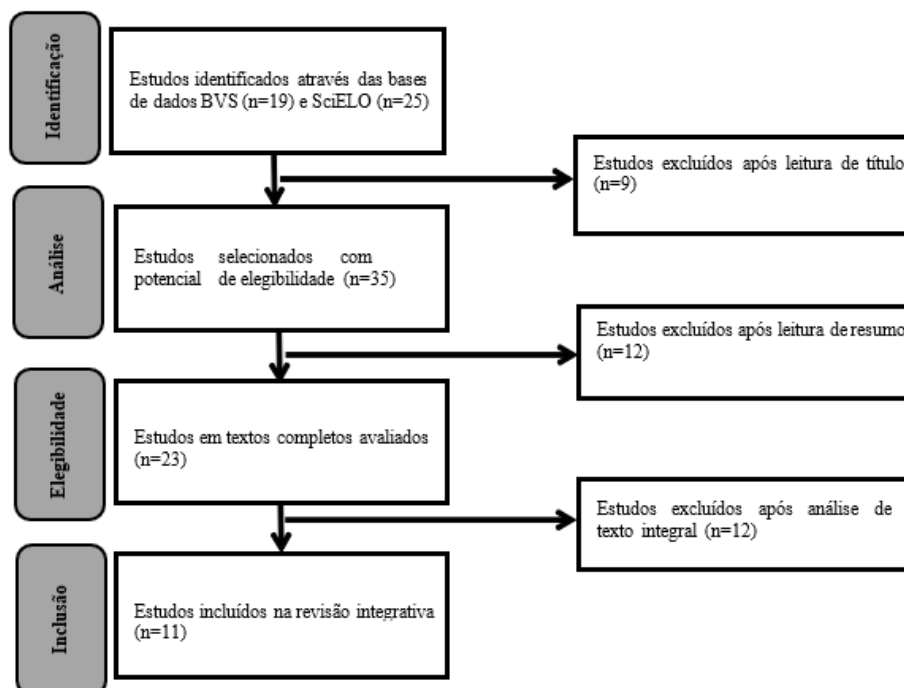 Identificação
Estudos identificados através das bases
de dados BVS (n=19) e SciELO (n=25)
Estudos excluídos após leitura de título
(n=9)
Análise
Estudos selecionados com
potencial de elegibilidade (n=35)
Estudos excluídos após leitura de resumo
(n=12)
Elegibilidade
Estudos em textos completos avaliados
(n=23)
Estudos excluídos após análise de
texto integral (n=12)
Inclusão
Estudos incluídos na revisão integrativa
(n=11)